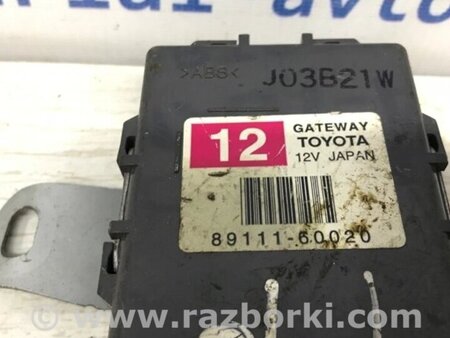 >ABS< J03B21W
12 GATEWAY
TOYOTA
12V JAPAN
89111-60020
www.razborki.com